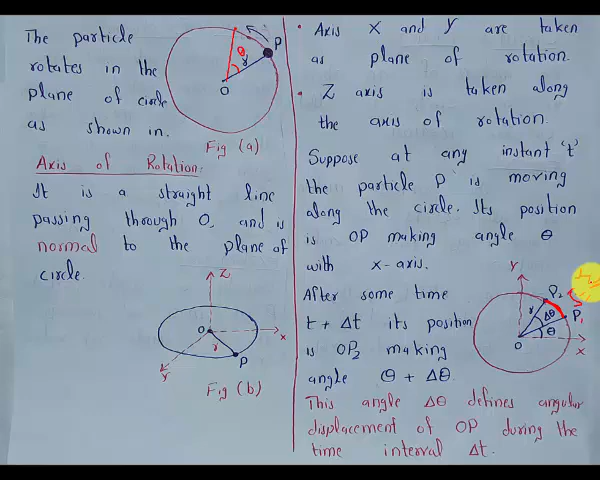 The particle
rotates in the
plane of circle
as shown in.
θ
P
r
O
Fig (a)
Axis of Rotation:
It is a straight line
passing through O, and is
normal to the plane of
circle.
Z
O
X
r
Y
P
Fig (b)
• Axis X and Y are taken
as plane of rotation.
• Z axis is taken along
the axis of rotation.
Suppose at any instant 't'
the particle P is moving
along the circle. Its position
is OP making angle θ
with x-axis.
After some time
t + Δt its position
is OP₂ making
angle θ + Δθ.
Y
P₂
P₁
r
Δθ
θ
O
X
This angle Δθ defines angular
displacement of OP during the
time interval Δt.